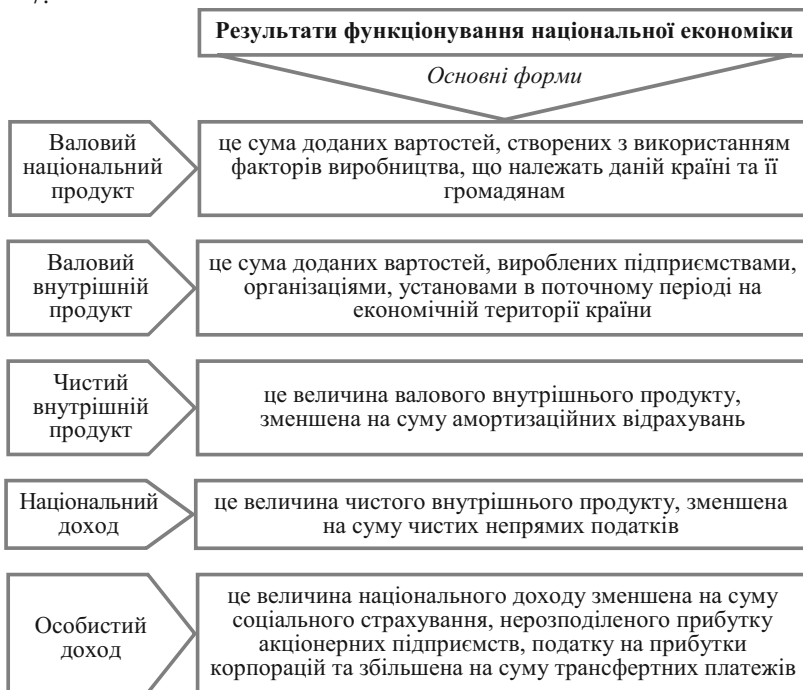 Результати функціонування національної економіки
Основні форми
Валовий
національний
продукт
це сума доданих вартостей, створених з використанням
факторів виробництва, що належать даній країні та її
громадянам
Валовий
внутрішній
продукт
це сума доданих вартостей, вироблених підприємствами,
організаціями, установами в поточному періоді на
економічній території країни
Чистий
внутрішній
продукт
це величина валового внутрішнього продукту,
зменшена на суму амортизаційних відрахувань
Національний
доход
це величина чистого внутрішнього продукту, зменшена
на суму чистих непрямих податків
Особистий
доход
це величина національного доходу зменшена на суму
соціального страхування, нерозподіленого прибутку
акціонерних підприємств, податку на прибутки
корпорацій та збільшена на суму трансфертних платежів